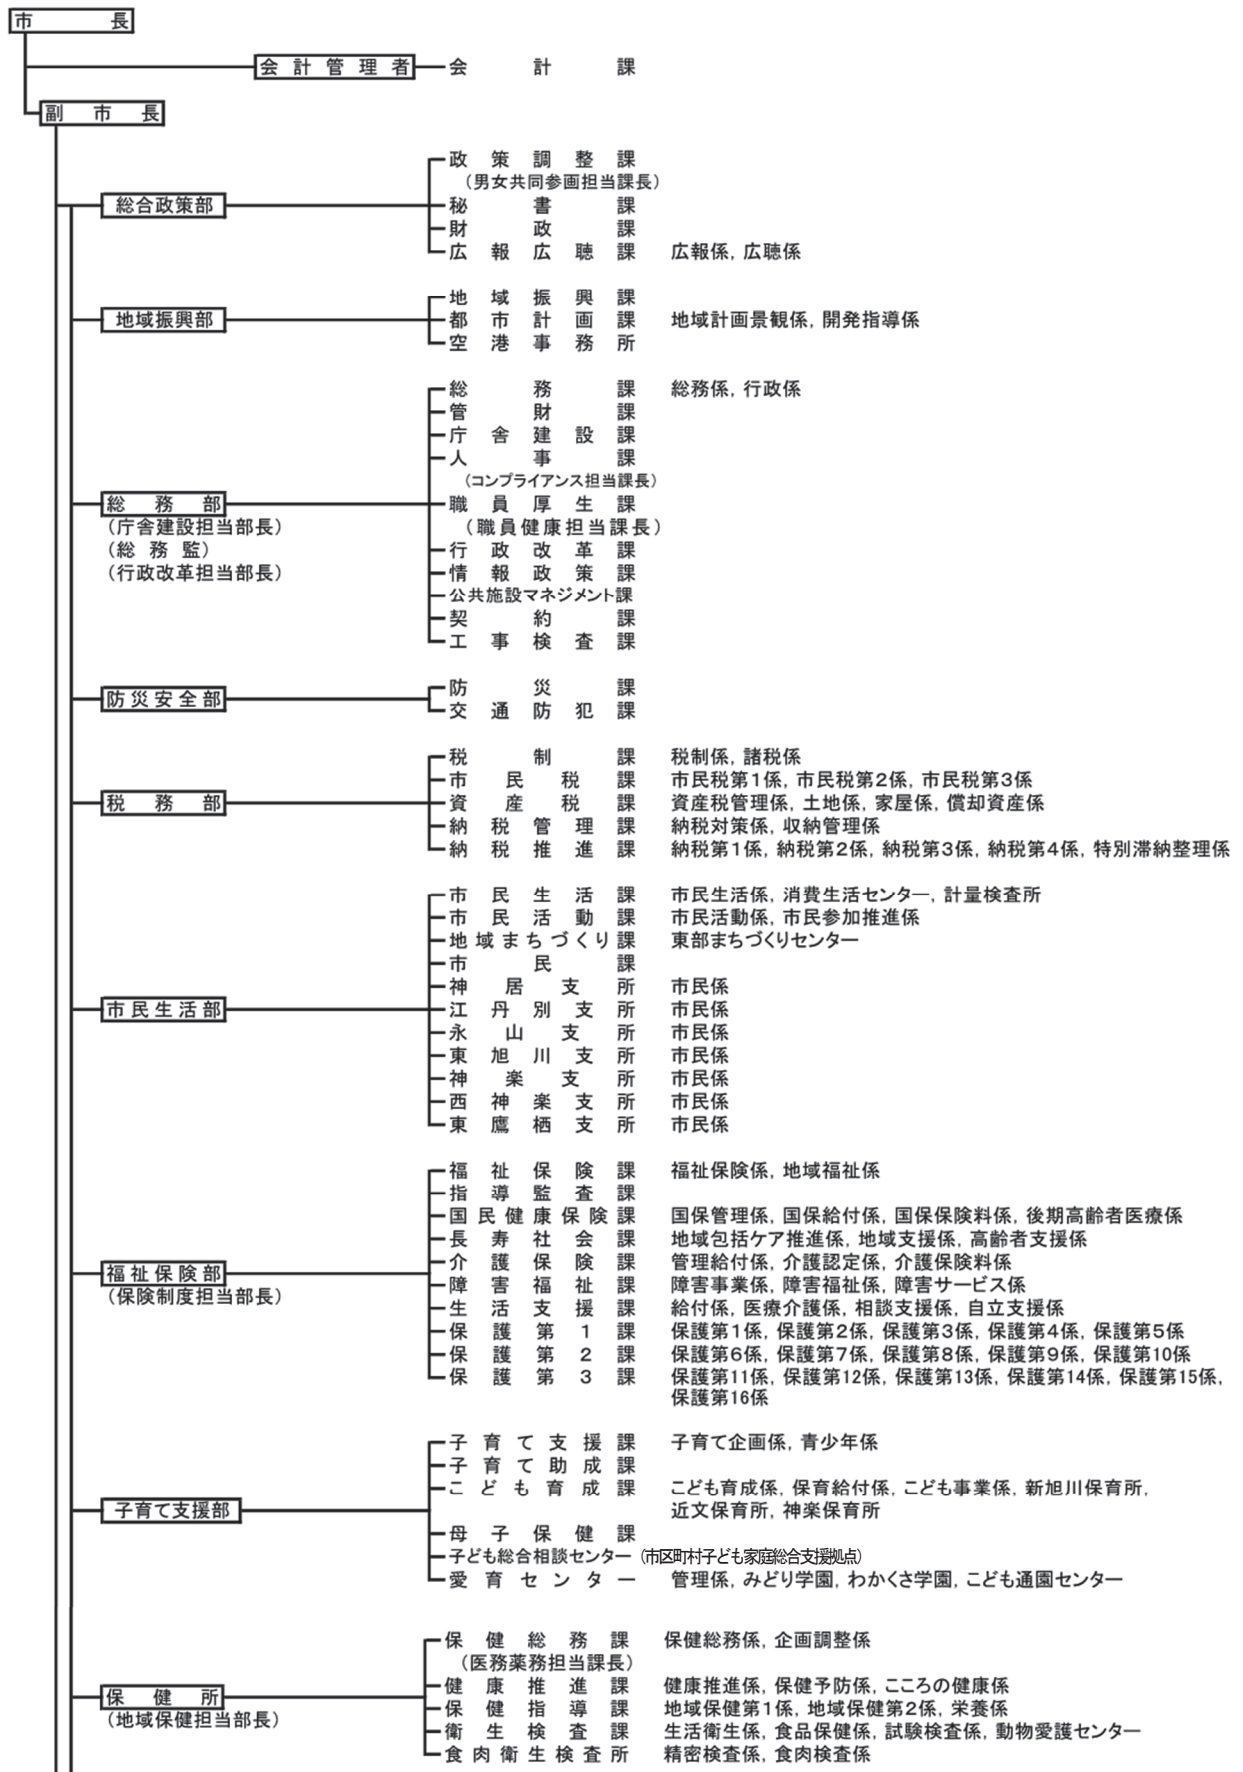 市長
会計管理者 会計課
副市長
政策調整課
(男女共同参画担当課長)
総合政策部 秘書課
財政課
広報広聴課 広報係, 広聴係
地域振興課
地域振興部 都市計画課 地域計画景観係, 開発指導係
空港事務所
総務課 総務係, 行政係
管財課
庁舎建設課
人事課
(コンプライアンス担当課長)
総務部 職員厚生課
(庁舎建設担当部長) (職員健康担当課長)
(総務監) 行政改革課
(行政改革担当部長) 情報政策課
公共施設マネジメント課
契約課
工事検査課
防災課
防災安全部
交通防犯課
税制課 税制係, 諸税係
市民税課 市民税第1係, 市民税第2係, 市民税第3係
税務部 資産税課 資産税管理係, 土地係, 家屋係, 償却資産係
納税管理課 納税対策係, 収納管理係
納税推進課 納税第1係, 納税第2係, 納税第3係, 納税第4係, 特別滞納整理係
市民生活課 市民生活係, 消費生活センター, 計量検査所
市民活動課 市民活動係, 市民参加推進係
地域まちづくり課 東部まちづくりセンター
市民課
神居支所 市民係
市民生活部 江丹別支所 市民係
永山支所 市民係
東旭川支所 市民係
神楽支所 市民係
西神楽支所 市民係
東鷹栖支所 市民係
福祉保険課 福祉保険係, 地域福祉係
指導監査課
国民健康保険課 国保管理係, 国保給付係, 国保保険料係, 後期高齢者医療係
長寿社会課 地域包括ケア推進係, 地域支援係, 高齢者支援係
介護保険課 管理給付係, 介護認定係, 介護保険料係
福祉保険部
(保険制度担当部長) 障害福祉課 障害事業係, 障害福祉係, 障害サービス係
生活支援課 給付係, 医療介護係, 相談支援係, 自立支援係
保護第1課 保護第1係, 保護第2係, 保護第3係, 保護第4係, 保護第5係
保護第2課 保護第6係, 保護第7係, 保護第8係, 保護第9係, 保護第10係
保護第3課 保護第11係, 保護第12係, 保護第13係, 保護第14係, 保護第15係,
保護第16係
子育て支援課 子育て企画係, 青少年係
子育て助成課
こども育成課 こども育成係, 保育給付係, こども事業係, 新旭川保育所,
子育て支援部 近文保育所, 神楽保育所
母子保健課
子ども総合相談センター (市区町村子ども家庭総合支援拠点)
愛育センター 管理係, みどり学園, わかくさ学園, こども通園センター
保健総務課 保健総務係, 企画調整係
(医務薬務担当課長)
健康推進課 健康推進係, 保健予防係, こころの健康係
保健所
(地域保健担当部長) 保健指導課 地域保健第1係, 地域保健第2係, 栄養係
衛生検査課 生活衛生係, 食品保健係, 試験検査係, 動物愛護センター
食肉衛生検査所 精密検査係, 食肉検査係